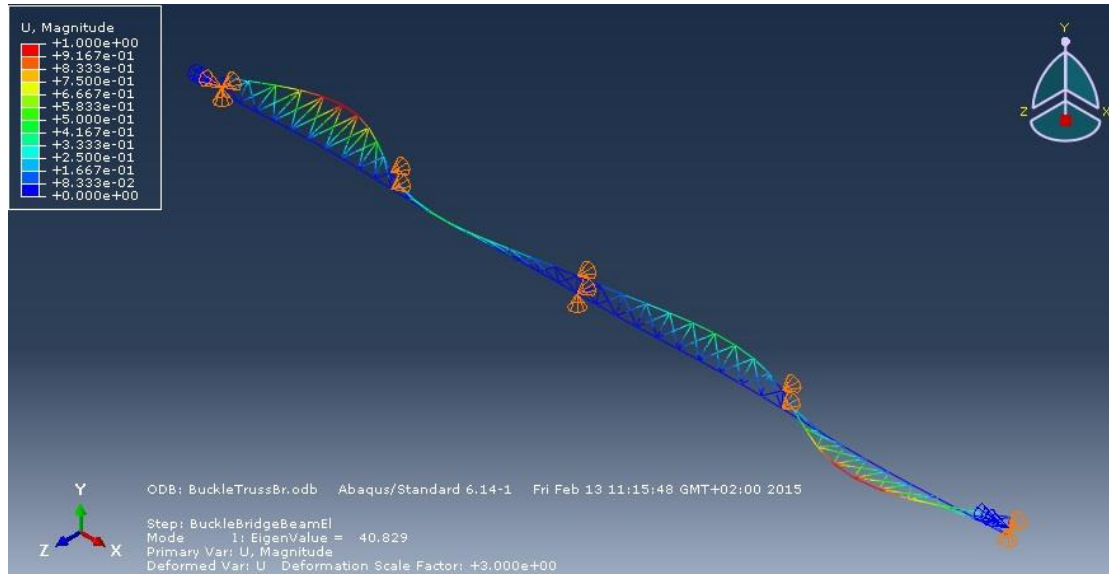 U, Magnitude
+1.000e+00
+9.167e-01
+8.333e-01
+7.500e-01
+6.667e-01
+5.833e-01
+5.000e-01
+4.167e-01
+3.333e-01
+2.500e-01
+1.667e-01
+8.333e-02
+0.000e+00
Y
Z X
ODB: BuckleTrussBr.odb Abaqus/Standard 6.14-1 Fri Feb 13 11:15:48 GMT+02:00 2015
Y
Z X
Step: BuckleBridgeBeamEl
Mode 1: EigenValue = 40.829
Primary Var: U, Magnitude
Deformed Var: U Deformation Scale Factor: +3.000e+00